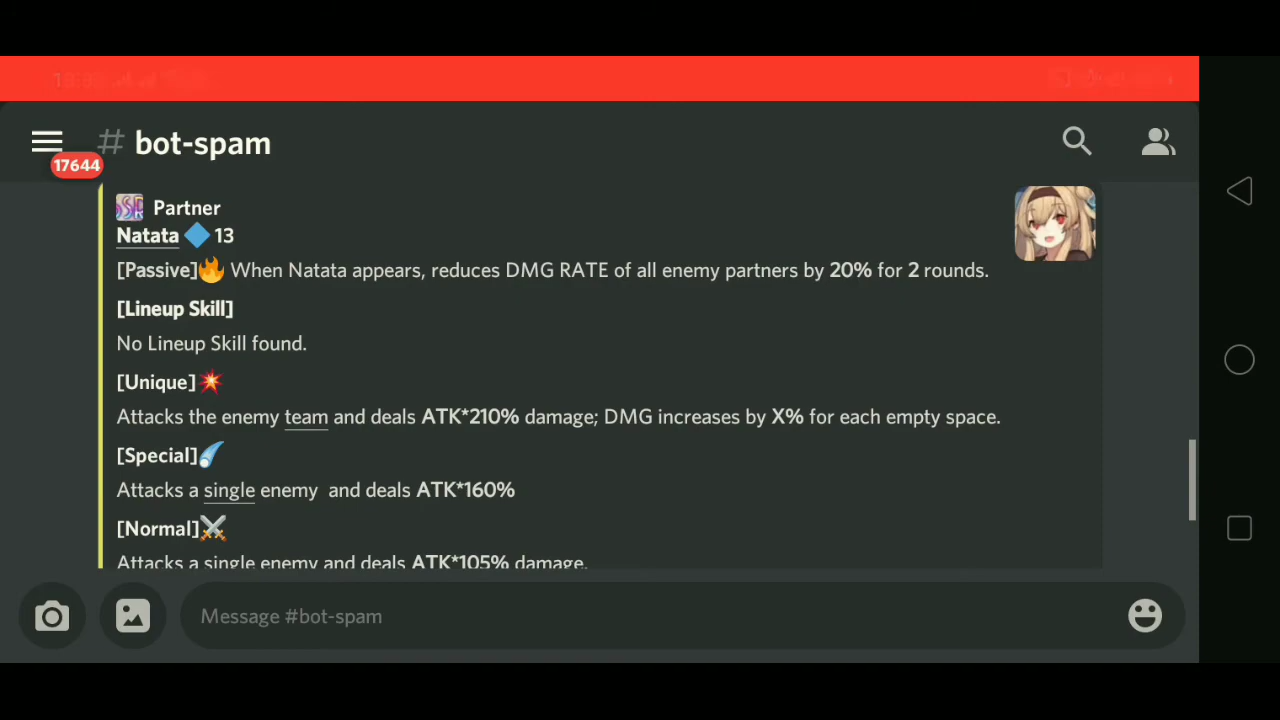 # bot-spam
17644
SSR Partner
Natata 13
[Passive] When Natata appears, reduces DMG RATE of all enemy partners by 20% for 2 rounds.
[Lineup Skill]
No Lineup Skill found.
[Unique]
Attacks the enemy team and deals ATK*210% damage; DMG increases by X% for each empty space.
[Special]
Attacks a single enemy and deals ATK*160%
[Normal]
Attacks a single enemy and deals ATK*105% damage.
Message #bot-spam